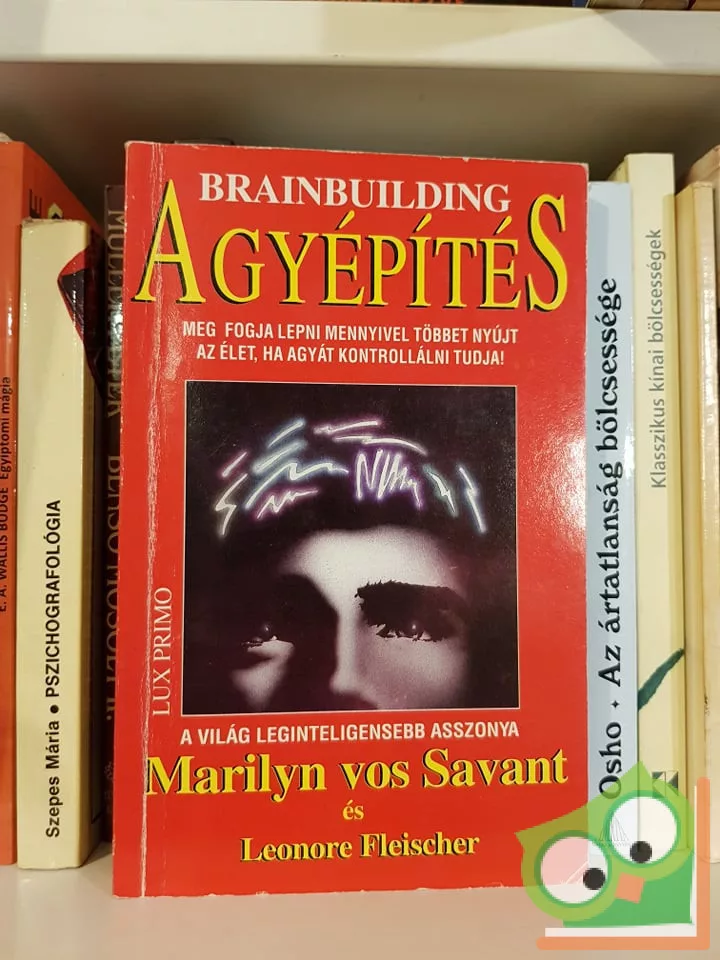 BRAINBUILDING
AGYÉPÍTÉS
MEG FOGJA LEPNI MENNYIVEL TÖBBET NYÚJT
AZ ÉLET, HA AGYÁT KONTROLLÁLNI TUDJA!
LUX PRIMO
A VILÁG LEGINTELIGENSEBB ASSZONYA
Marilyn vos Savant
és
Leonore Fleischer
E. A. WALLIS BUDGE Egyiptomi mágia
Szepes Mária • PSZICHOGRAFOLÓGIA
Osho • Az ártatlanság bölcsessége
Klasszikus kínai bölcsességek